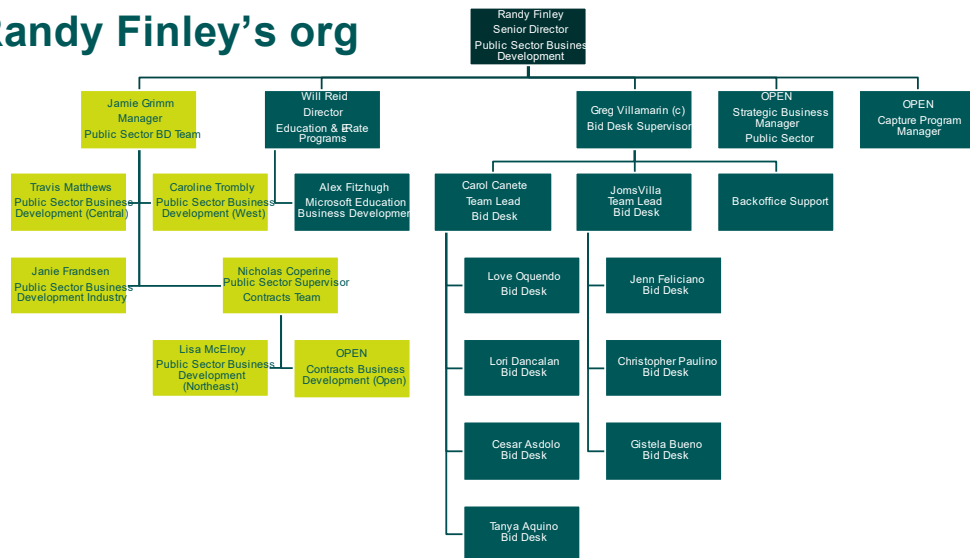 Randy Finley's org
Randy Finley
Senior Director
Public Sector Business
Development
Jamie Grimm
Manager
Public Sector BD Team
Will Reid
Director
Education & ERate
Programs
Greg Villamarin (c)
Bid Desk Supervisor
OPEN
Strategic Business
Manager
Public Sector
OPEN
Capture Program
Manager
Travis Matthews
Public Sector Business
Development (Central)
Caroline Trombly
Public Sector Business
Development (West)
Alex Fitzhugh
Microsoft Education
Business Developmen
Carol Canete
Team Lead
Bid Desk
JomsVilla
Team Lead
Bid Desk
Backoffice Support
Janie Frandsen
Public Sector Business
Development Industry
Nicholas Coperine
Public Sector Supervisor
Contracts Team
Love Oquendo
Bid Desk
Jenn Feliciano
Bid Desk
Lisa McElroy
Public Sector Business
Development
(Northeast)
OPEN
Contracts Business
Development (Open)
Lori Dancalan
Bid Desk
Christopher Paulino
Bid Desk
Cesar Asdolo
Bid Desk
Gistela Bueno
Bid Desk
Tanya Aquino
Bid Desk